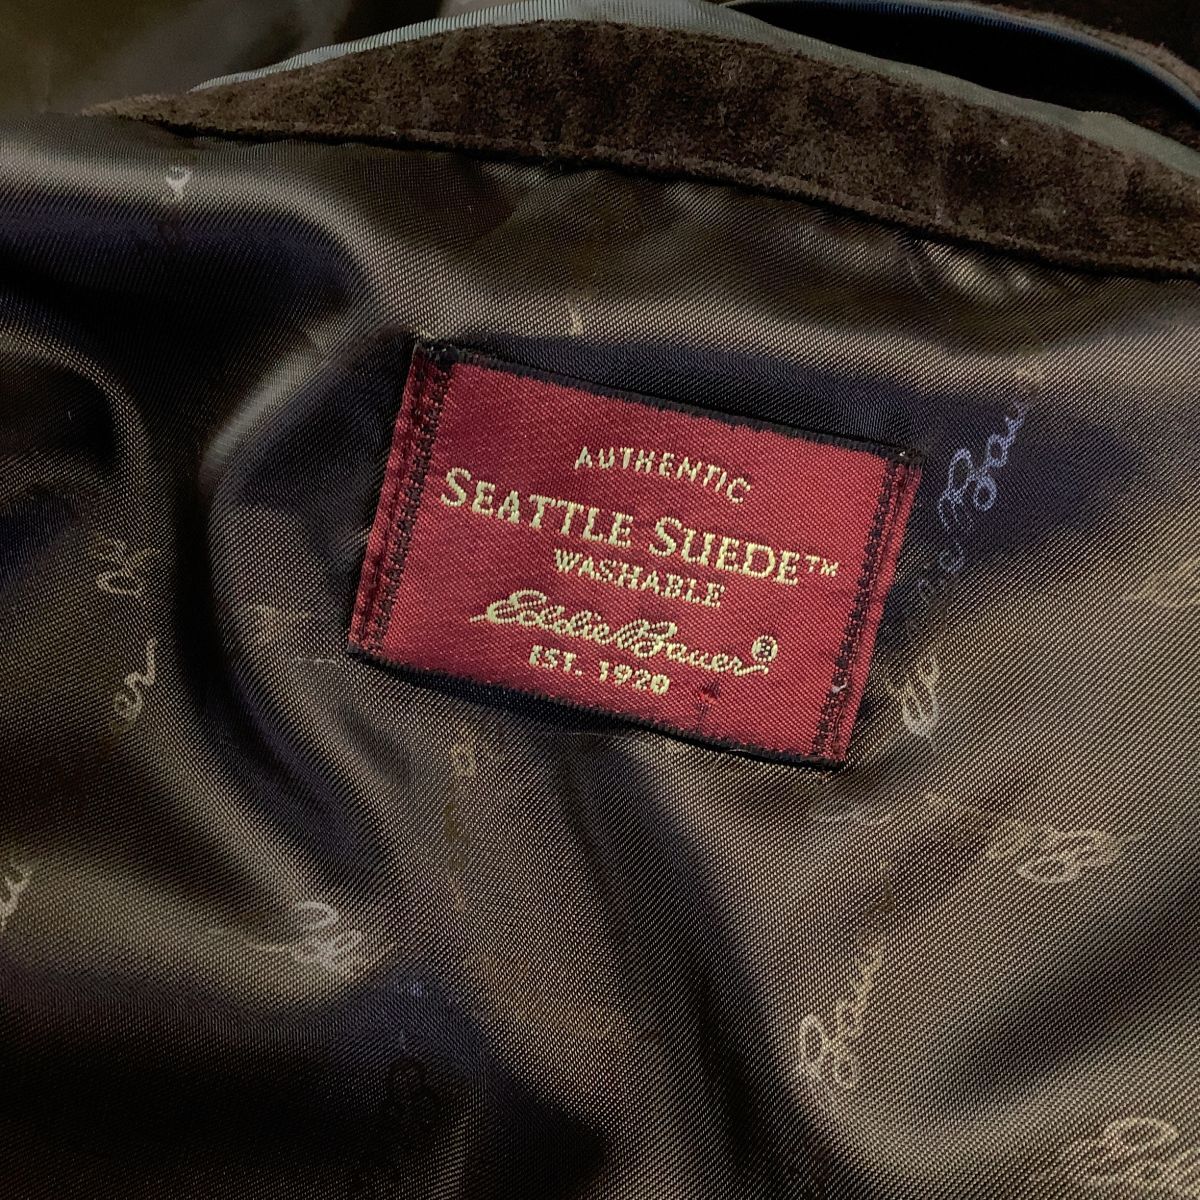 AUTHENTIC
SEATTLE SUEDE™
WASHABLE
Eddie Bauer®
EST. 1920